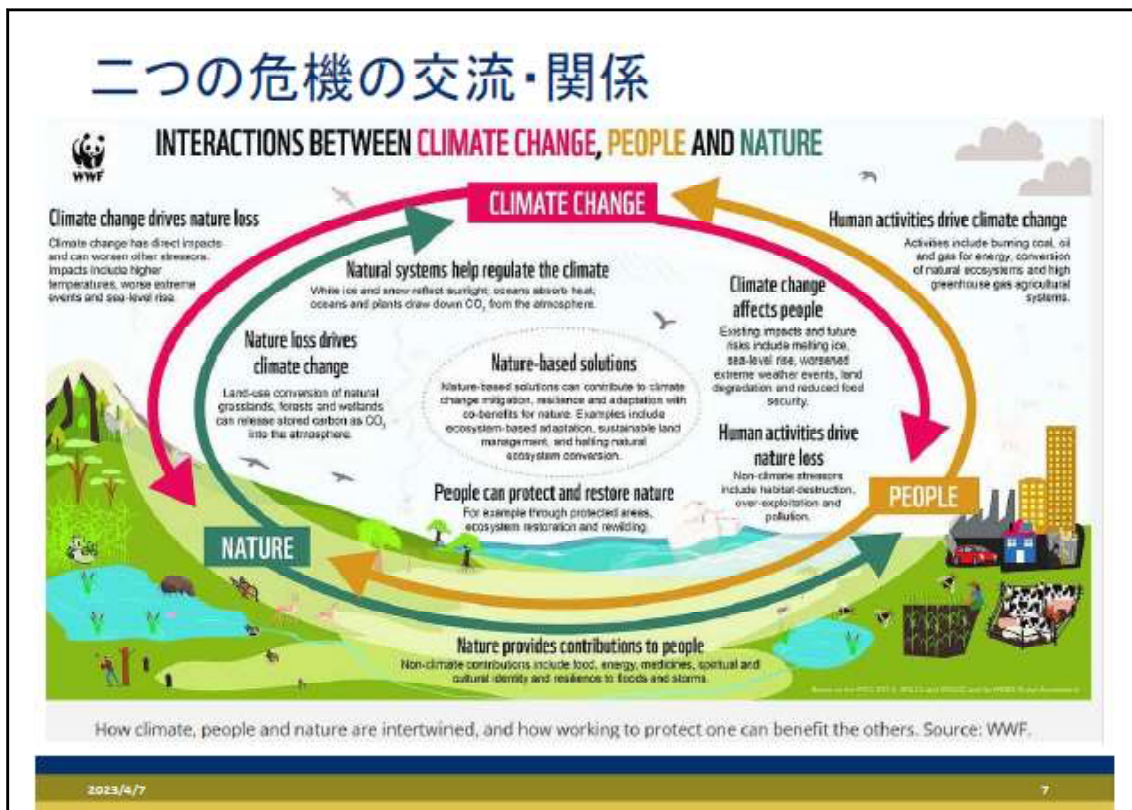 二つの危機の交流・関係
WWF
INTERACTIONS BETWEEN CLIMATE CHANGE, PEOPLE AND NATURE
CLIMATE CHANGE
Climate change drives nature loss
Climate change has direct impacts
and can worsen other stressors.
Impacts include higher
temperatures, worse extreme
events and sea-level rise.
Human activities drive climate change
Activities include burning coal, oil
and gas for energy, conversion
of natural ecosystems and high
greenhouse gas agricultural
systems.
Natural systems help regulate the climate
While ice and snow reflect sunlight; oceans absorb heat;
oceans and plants draw down CO₂ from the atmosphere.
Climate change
affects people
Existing impacts and future
risks include melting ice,
sea-level rise, worsened
extreme weather events, land
degradation and reduced food
security.
Nature loss drives
climate change
Land-use conversion of natural
grasslands, forests and wetlands
can release stored carbon as CO₂
into the atmosphere.
Nature-based solutions
Nature-based solutions can contribute to climate
change mitigation, resilience and adaptation with
co-benefits for nature. Examples include
ecosystem-based adaptation, sustainable land
management, and halting natural
ecosystem conversion.
Human activities drive
nature loss
Non-climate stressors
include habitat-destruction,
over-exploitation and
pollution.
People can protect and restore nature
For example through protected areas,
ecosystem restoration and rewilding.
PEOPLE
NATURE
Nature provides contributions to people
Non-climate contributions include food, energy, medicines, spiritual and
cultural identity and resilience to floods and storms.
How climate, people and nature are intertwined, and how working to protect one can benefit the others. Source: WWF.
2023/4/7
7